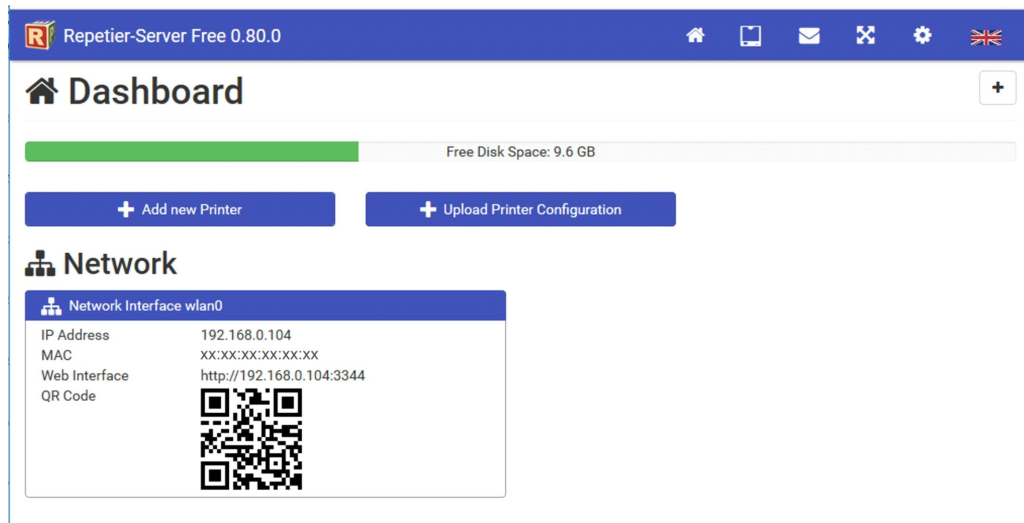 Repetier-Server Free 0.80.0
Dashboard
Free Disk Space: 9.6 GB
Add new Printer
Upload Printer Configuration
Network
Network Interface wlan0
IP Address 192.168.0.104
MAC xx:xx:xx:xx:xx:xx
Web Interface http://192.168.0.104:3344
QR Code